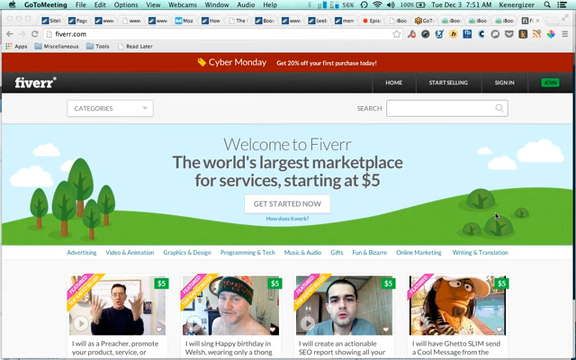 GoToMeeting File Edit View Webcams Window Help 56% 100% Tue Dec 3 7:51 AM Kenergizer
fiverr.com
Apps Miscellaneous Tools Read Later
Cyber Monday Get 20% off your first purchase today!
fiverr HOME START SELLING SIGN IN JOIN
CATEGORIES SEARCH
Welcome to Fiverr
The world's largest marketplace
for services, starting at $5
GET STARTED NOW
How does it work?
Advertising Video & Animation Graphics & Design Programming & Tech Music & Audio Gifts Fun & Bizarre Online Marketing Writing & Translation
FEATURED FEATURED FEATURED FEATURED
$5 $5 $5 $5
I will as a Preacher, promote
your product, service, or
I will sing Happy birthday in
Welsh, wearing only a thong
I will create an actionable
SEO report showing all your
I will have Ghetto SLIM send
a Cool Message from the